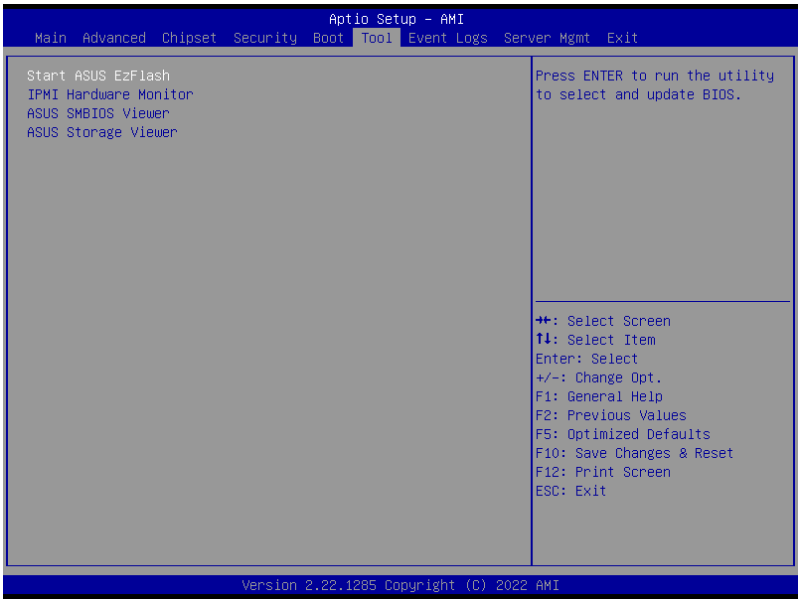 Aptio Setup - AMI
Main Advanced Chipset Security Boot Tool Event Logs Server Mgmt Exit
Start ASUS EzFlash
IPMI Hardware Monitor
ASUS SMBIOS Viewer
ASUS Storage Viewer
Press ENTER to run the utility
to select and update BIOS.
→←: Select Screen
↑↓: Select Item
Enter: Select
+/-: Change Opt.
F1: General Help
F2: Previous Values
F5: Optimized Defaults
F10: Save Changes & Reset
F12: Print Screen
ESC: Exit
Version 2.22.1285 Copyright (C) 2022 AMI